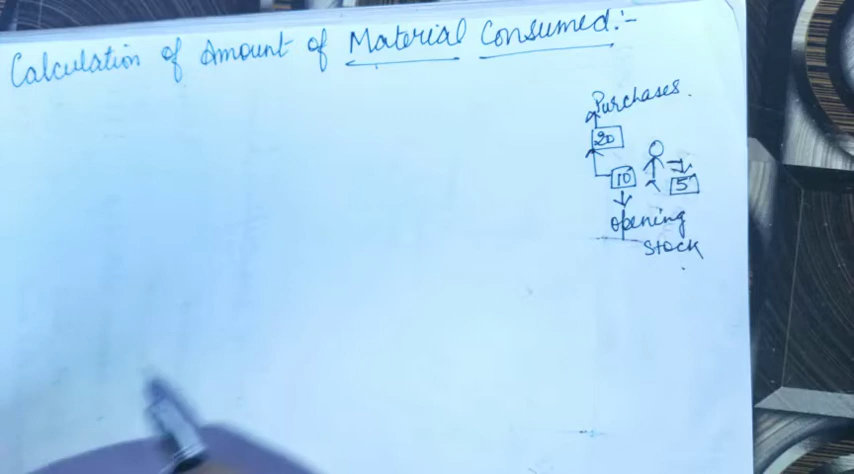 Calculation of Amount of Material Consumed:-
Purchases.
20
10
5
opening
stock